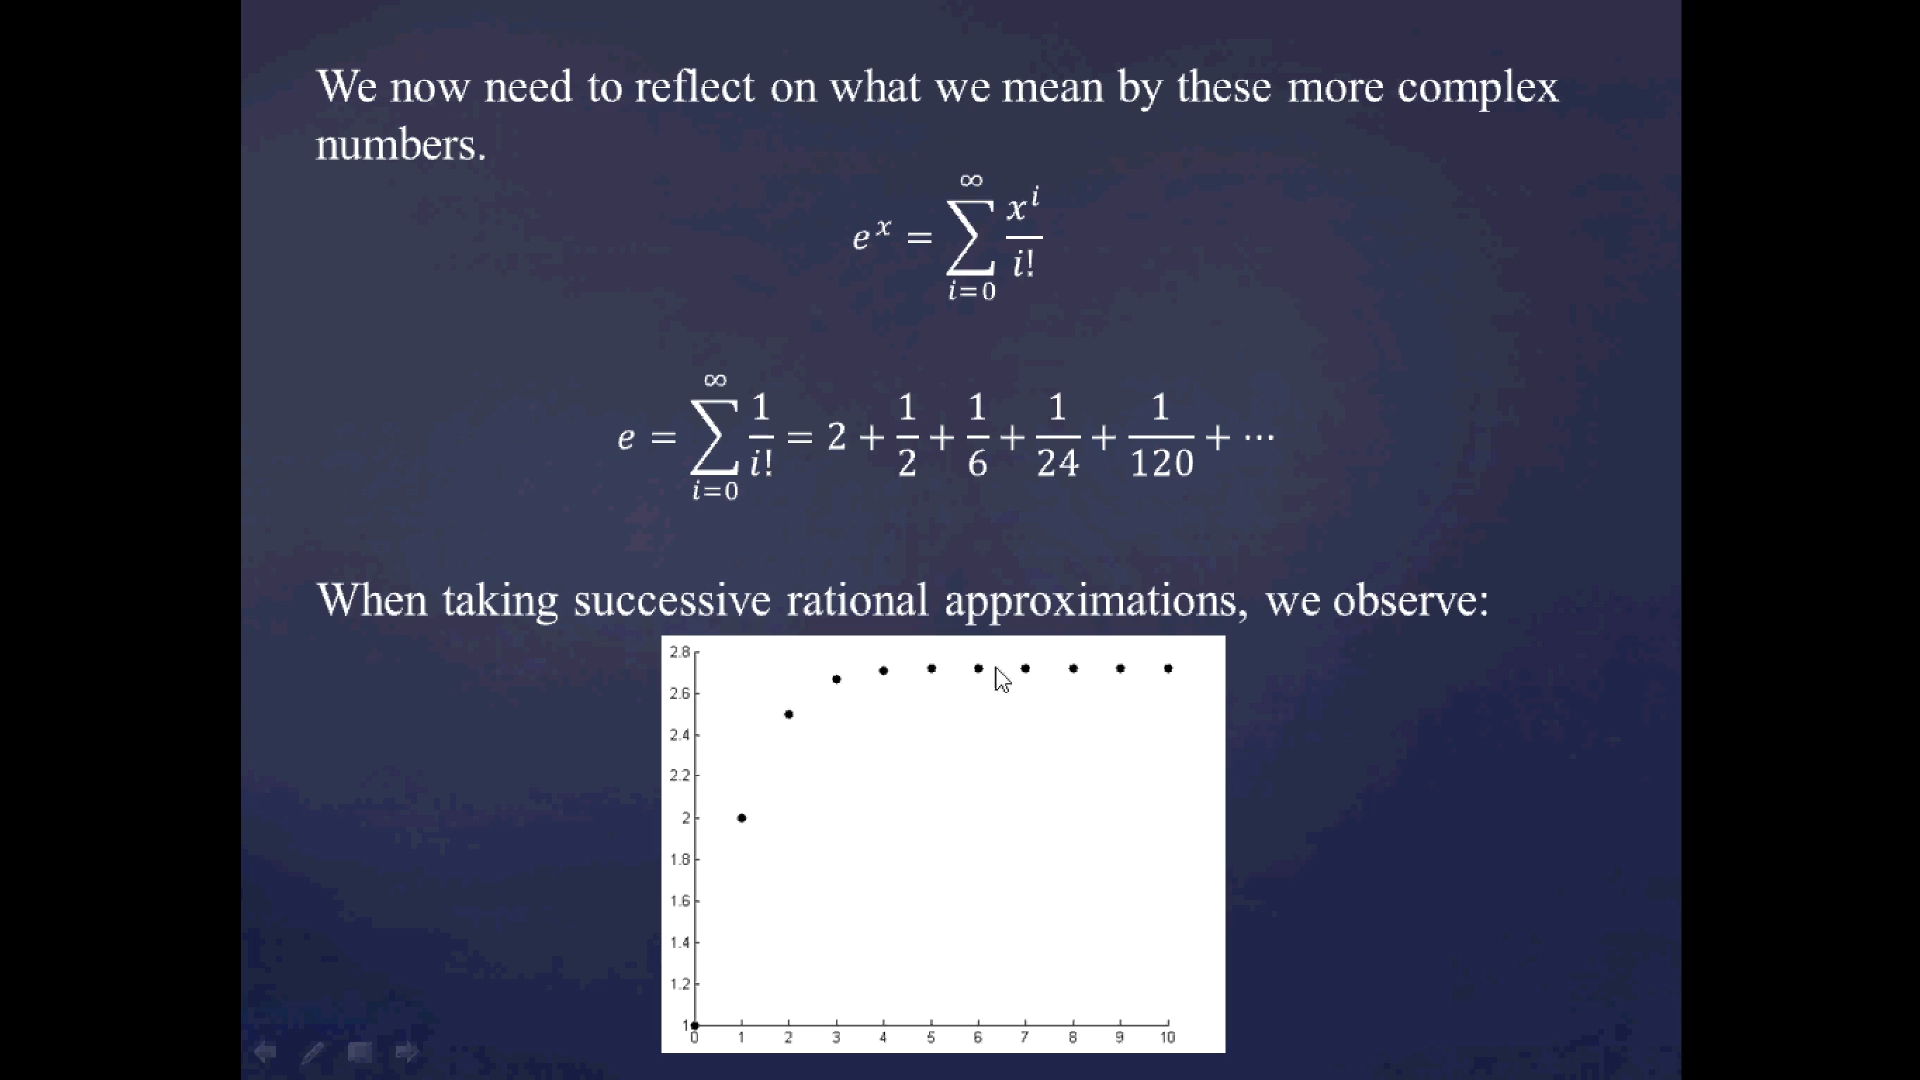 We now need to reflect on what we mean by these more complex
numbers.
e^x = ∑_{i=0}^{∞} x^i / i!
e = ∑_{i=0}^{∞} 1/i! = 2 + 1/2 + 1/6 + 1/24 + 1/120 + ⋯
When taking successive rational approximations, we observe:
2.8
2.6
2.4
2.2
2
1.8
1.6
1.4
1.2
1
0 1 2 3 4 5 6 7 8 9 10